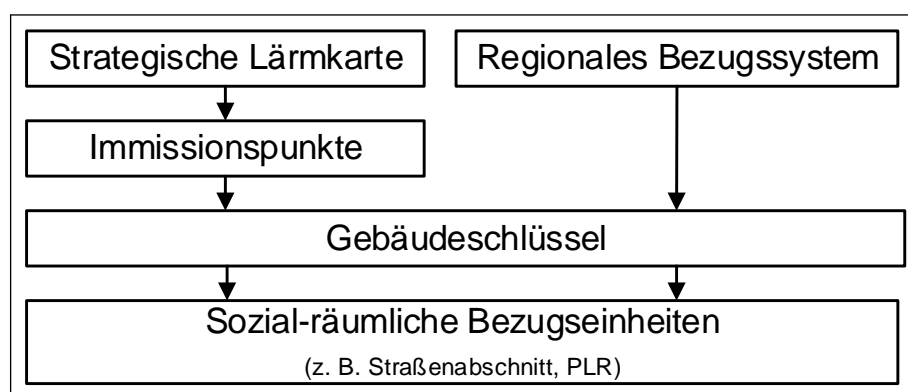 Strategische Lärmkarte
Regionales Bezugssystem
Immissionspunkte
Gebäudeschlüssel
Sozial-räumliche Bezugseinheiten
(z. B. Straßenabschnitt, PLR)